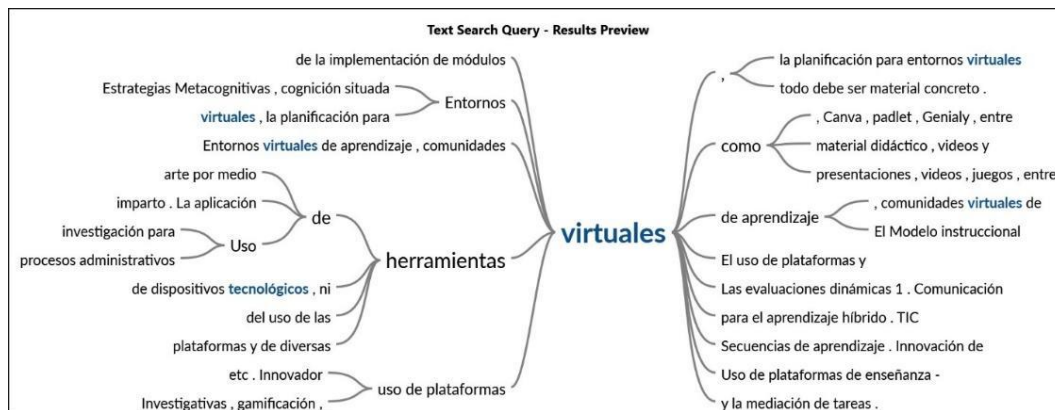 Text Search Query - Results Preview
de la implementación de módulos
Estrategias Metacognitivas , cognición situada
Entornos
virtuales , la planificación para
Entornos virtuales de aprendizaje , comunidades
arte por medio
de
imparto . La aplicación
investigación para
Uso
procesos administrativos
herramientas
de dispositivos tecnológicos , ni
del uso de las
plataformas y de diversas
etc . Innovador
uso de plataformas
Investigativas , gamificación ,
virtuales
,
la planificación para entornos virtuales
todo debe ser material concreto .
como
, Canva , padlet , Genialy , entre
material didáctico , videos y
presentaciones , videos , juegos , entre
de aprendizaje
, comunidades virtuales de
El Modelo instruccional
El uso de plataformas y
Las evaluaciones dinámicas 1 . Comunicación
para el aprendizaje híbrido . TIC
Secuencias de aprendizaje . Innovación de
Uso de plataformas de enseñanza -
y la mediación de tareas .